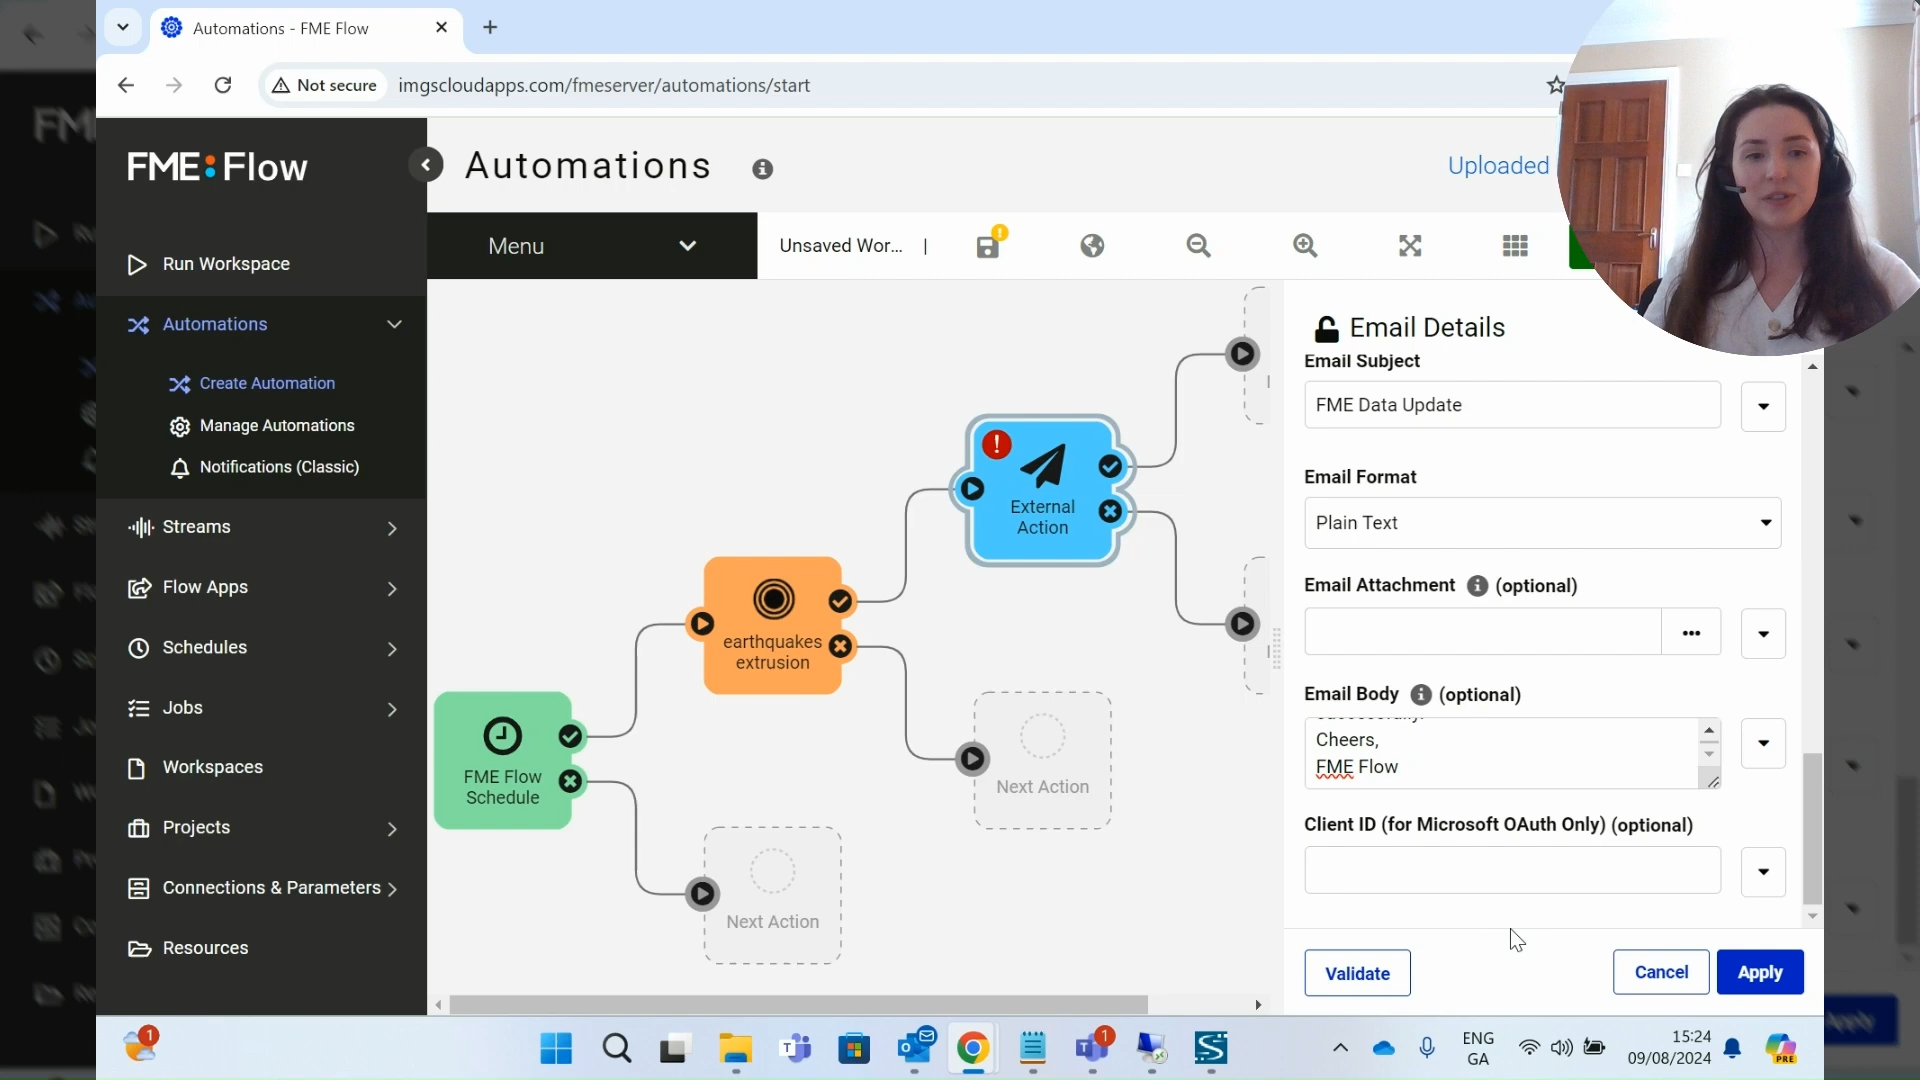 Automations - FME Flow
Not secure
imgscloudapps.com/fmeserver/automations/start
FME Flow
Automations
Uploaded
Menu
Unsaved Wor... |
Run Workspace
Automations
Create Automation
Manage Automations
Notifications (Classic)
Streams
Flow Apps
Schedules
Jobs
Workspaces
Projects
Connections & Parameters
Resources
External
Action
earthquakes
extrusion
FME Flow
Schedule
Next Action
Next Action
Email Details
Email Subject
FME Data Update
Email Format
Plain Text
Email Attachment (optional)
Email Body (optional)
Cheers,
FME Flow
Client ID (for Microsoft OAuth Only) (optional)
Validate
Cancel
Apply
1
1
ENG
GA
15:24
09/08/2024
PRE